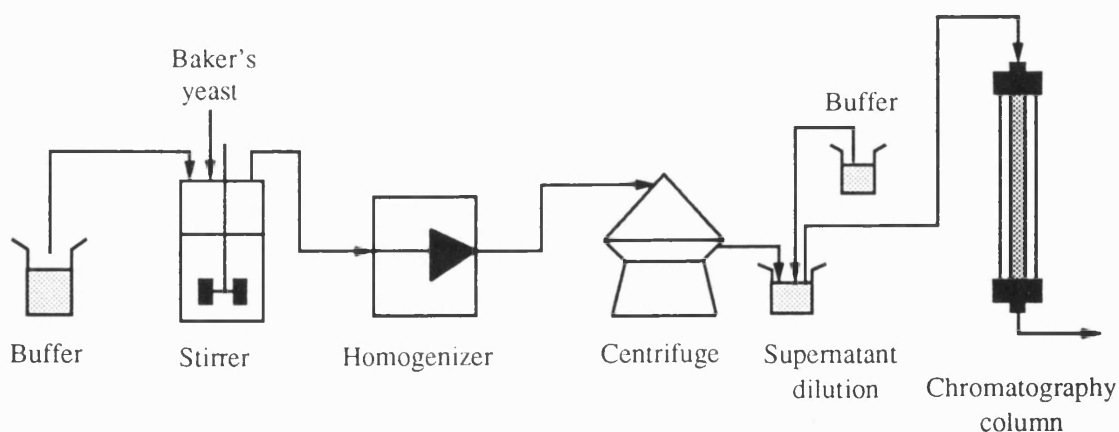 Baker's
yeast
Buffer
Buffer
Stirrer
Homogenizer
Centrifuge
Supernatant
dilution
Chromatography
column